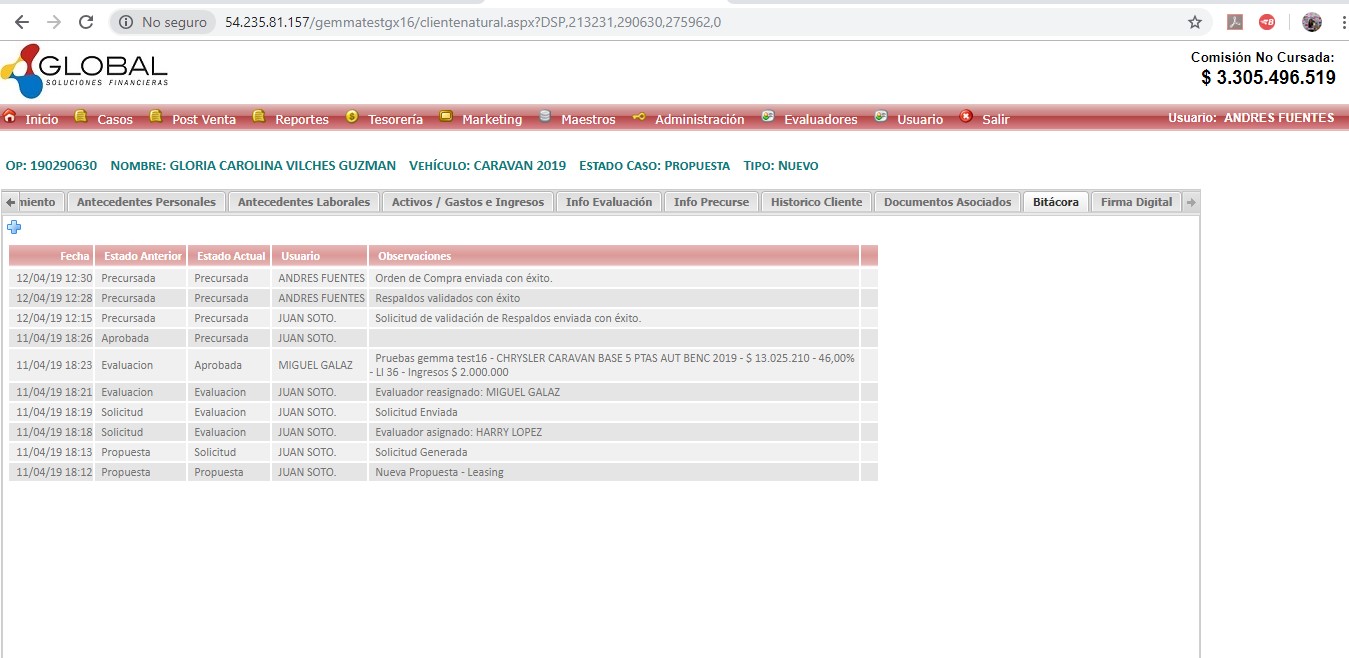 No seguro 54.235.81.157/gemmatestgx16/clientenatural.aspx?DSP,213231,290630,275962,0
GLOBAL
SOLUCIONES FINANCIERAS
Comisión No Cursada:
$ 3.305.496.519
Inicio Casos Post Venta Reportes Tesorería Marketing Maestros Administración Evaluadores Usuario Salir Usuario: ANDRES FUENTES
OP: 190290630 NOMBRE: GLORIA CAROLINA VILCHES GUZMAN VEHÍCULO: CARAVAN 2019 ESTADO CASO: PROPUESTA TIPO: NUEVO
miento Antecedentes Personales Antecedentes Laborales Activos / Gastos e Ingresos Info Evaluación Info Precurse Historico Cliente Documentos Asociados Bitácora Firma Digital
Fecha Estado Anterior Estado Actual Usuario Observaciones
12/04/19 12:30 Precursada Precursada ANDRES FUENTES Orden de Compra enviada con éxito.
12/04/19 12:28 Precursada Precursada ANDRES FUENTES Respaldos validados con éxito
12/04/19 12:15 Precursada Precursada JUAN SOTO. Solicitud de validación de Respaldos enviada con éxito.
11/04/19 18:26 Aprobada Precursada JUAN SOTO.
11/04/19 18:23 Evaluacion Aprobada MIGUEL GALAZ Pruebas gemma test16 - CHRYSLER CARAVAN BASE 5 PTAS AUT BENC 2019 - $ 13.025.210 - 46,00%
- LI 36 - Ingresos $ 2.000.000
11/04/19 18:21 Evaluacion Evaluacion JUAN SOTO. Evaluador reasignado: MIGUEL GALAZ
11/04/19 18:19 Solicitud Evaluacion JUAN SOTO. Solicitud Enviada
11/04/19 18:18 Solicitud Evaluacion JUAN SOTO. Evaluador asignado: HARRY LOPEZ
11/04/19 18:13 Propuesta Solicitud JUAN SOTO. Solicitud Generada
11/04/19 18:12 Propuesta Propuesta JUAN SOTO. Nueva Propuesta - Leasing